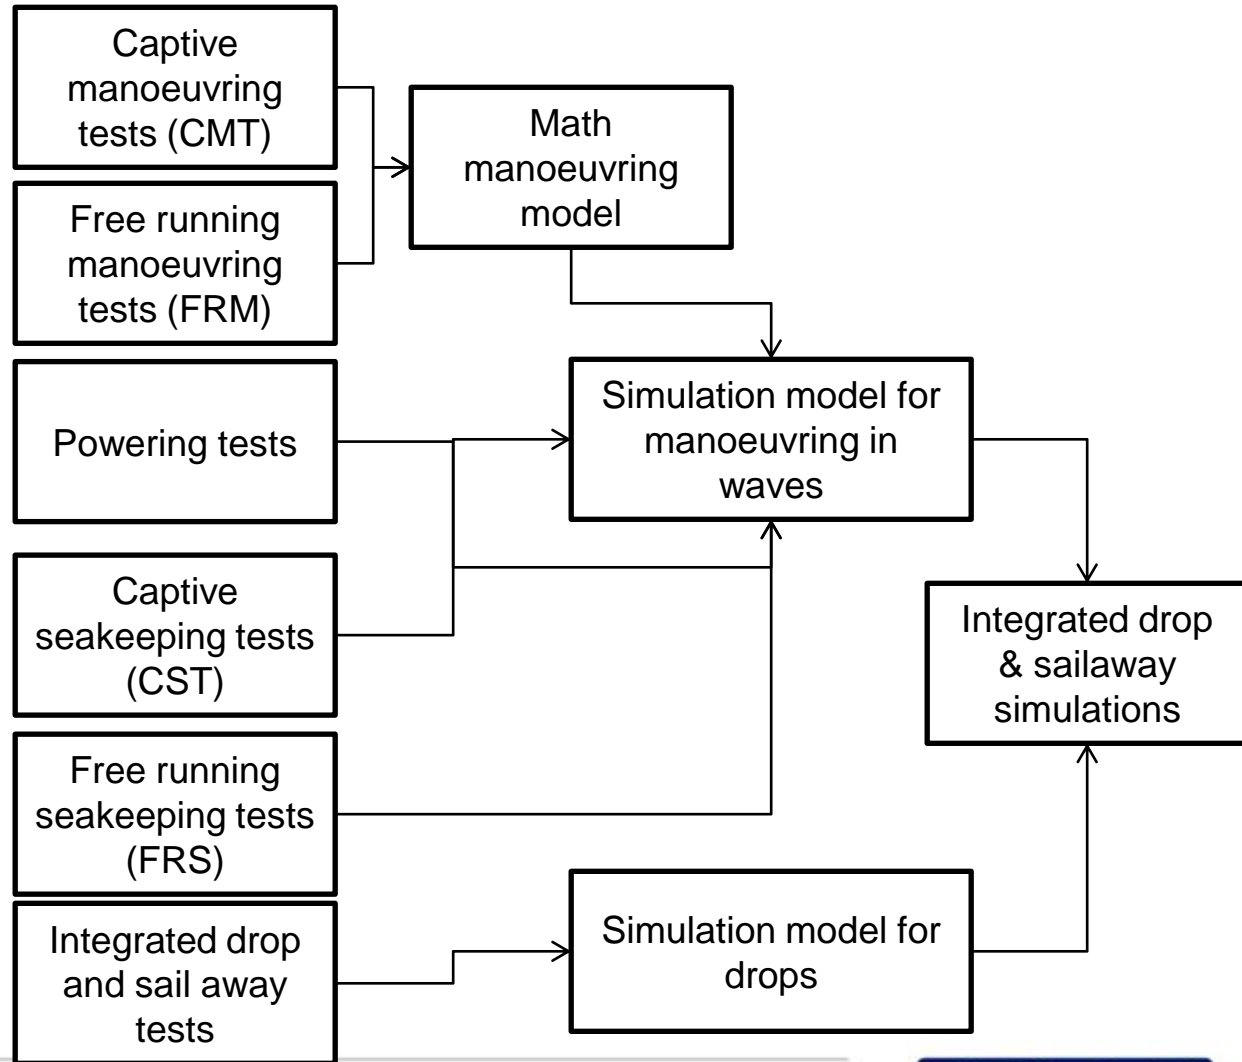 Captive
manoeuvring
tests (CMT)
Math
manoeuvring
model
Free running
manoeuvring
tests (FRM)
Powering tests
Simulation model for
manoeuvring in
waves
Captive
seakeeping tests
(CST)
Integrated drop
& sailaway
simulations
Free running
seakeeping tests
(FRS)
Integrated drop
and sail away
tests
Simulation model for
drops